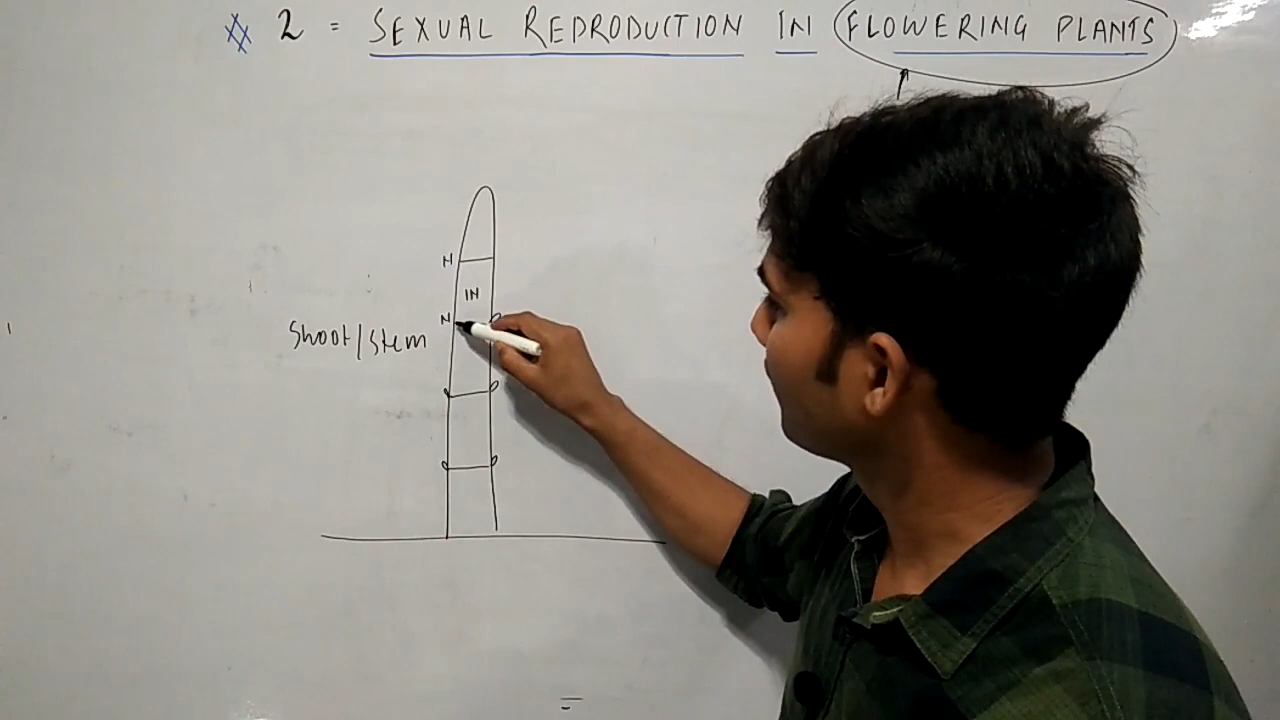 # 2 = SEXUAL REPRODUCTION IN FLOWERING PLANTS
N
IN
N
Shoot/Stem